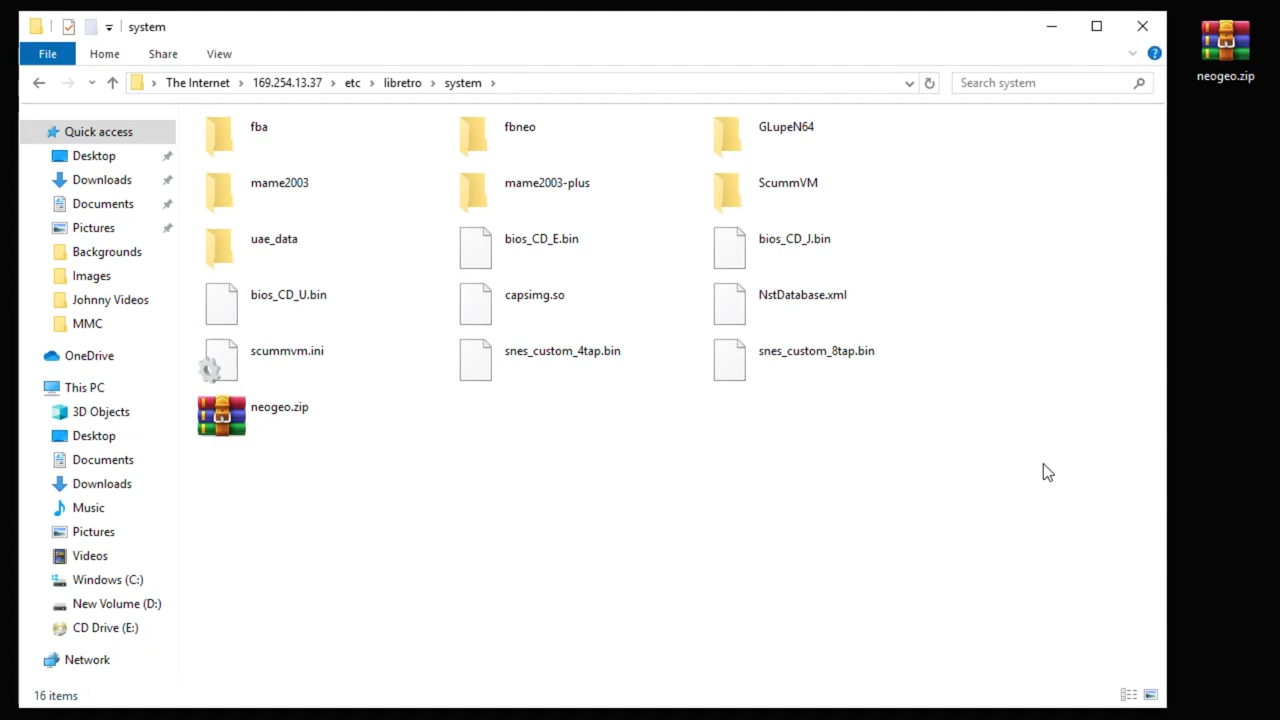 system
File Home Share View
The Internet 169.254.13.37 etc libretro system
Search system
neogeo.zip
Quick access
Desktop
Downloads
Documents
Pictures
Backgrounds
Images
Johnny Videos
MMC
OneDrive
This PC
3D Objects
Desktop
Documents
Downloads
Music
Pictures
Videos
Windows (C:)
New Volume (D:)
CD Drive (E:)
Network
fba fbneo GLupeN64
mame2003 mame2003-plus ScummVM
uae_data bios_CD_E.bin bios_CD_J.bin
bios_CD_U.bin capsimg.so NstDatabase.xml
scummvm.ini snes_custom_4tap.bin snes_custom_8tap.bin
neogeo.zip
16 items